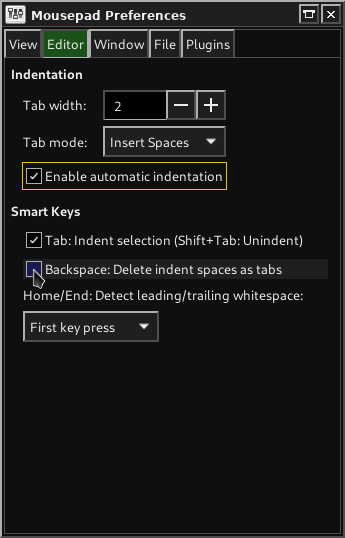 Mousepad Preferences
View Editor Window File Plugins
Indentation
Tab width: 2
Tab mode: Insert Spaces
Enable automatic indentation
Smart Keys
Tab: Indent selection (Shift+Tab: Unindent)
Backspace: Delete indent spaces as tabs
Home/End: Detect leading/trailing whitespace:
First key press